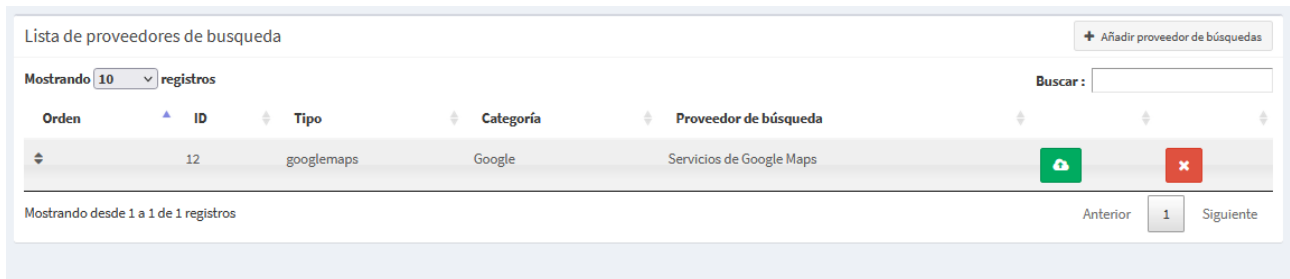 Lista de proveedores de busqueda
Añadir proveedor de búsquedas
Mostrando 10 registros
Buscar :
Orden ID Tipo Categoría Proveedor de búsqueda
12 googlemaps Google Servicios de Google Maps
Mostrando desde 1 a 1 de 1 registros
Anterior 1 Siguiente